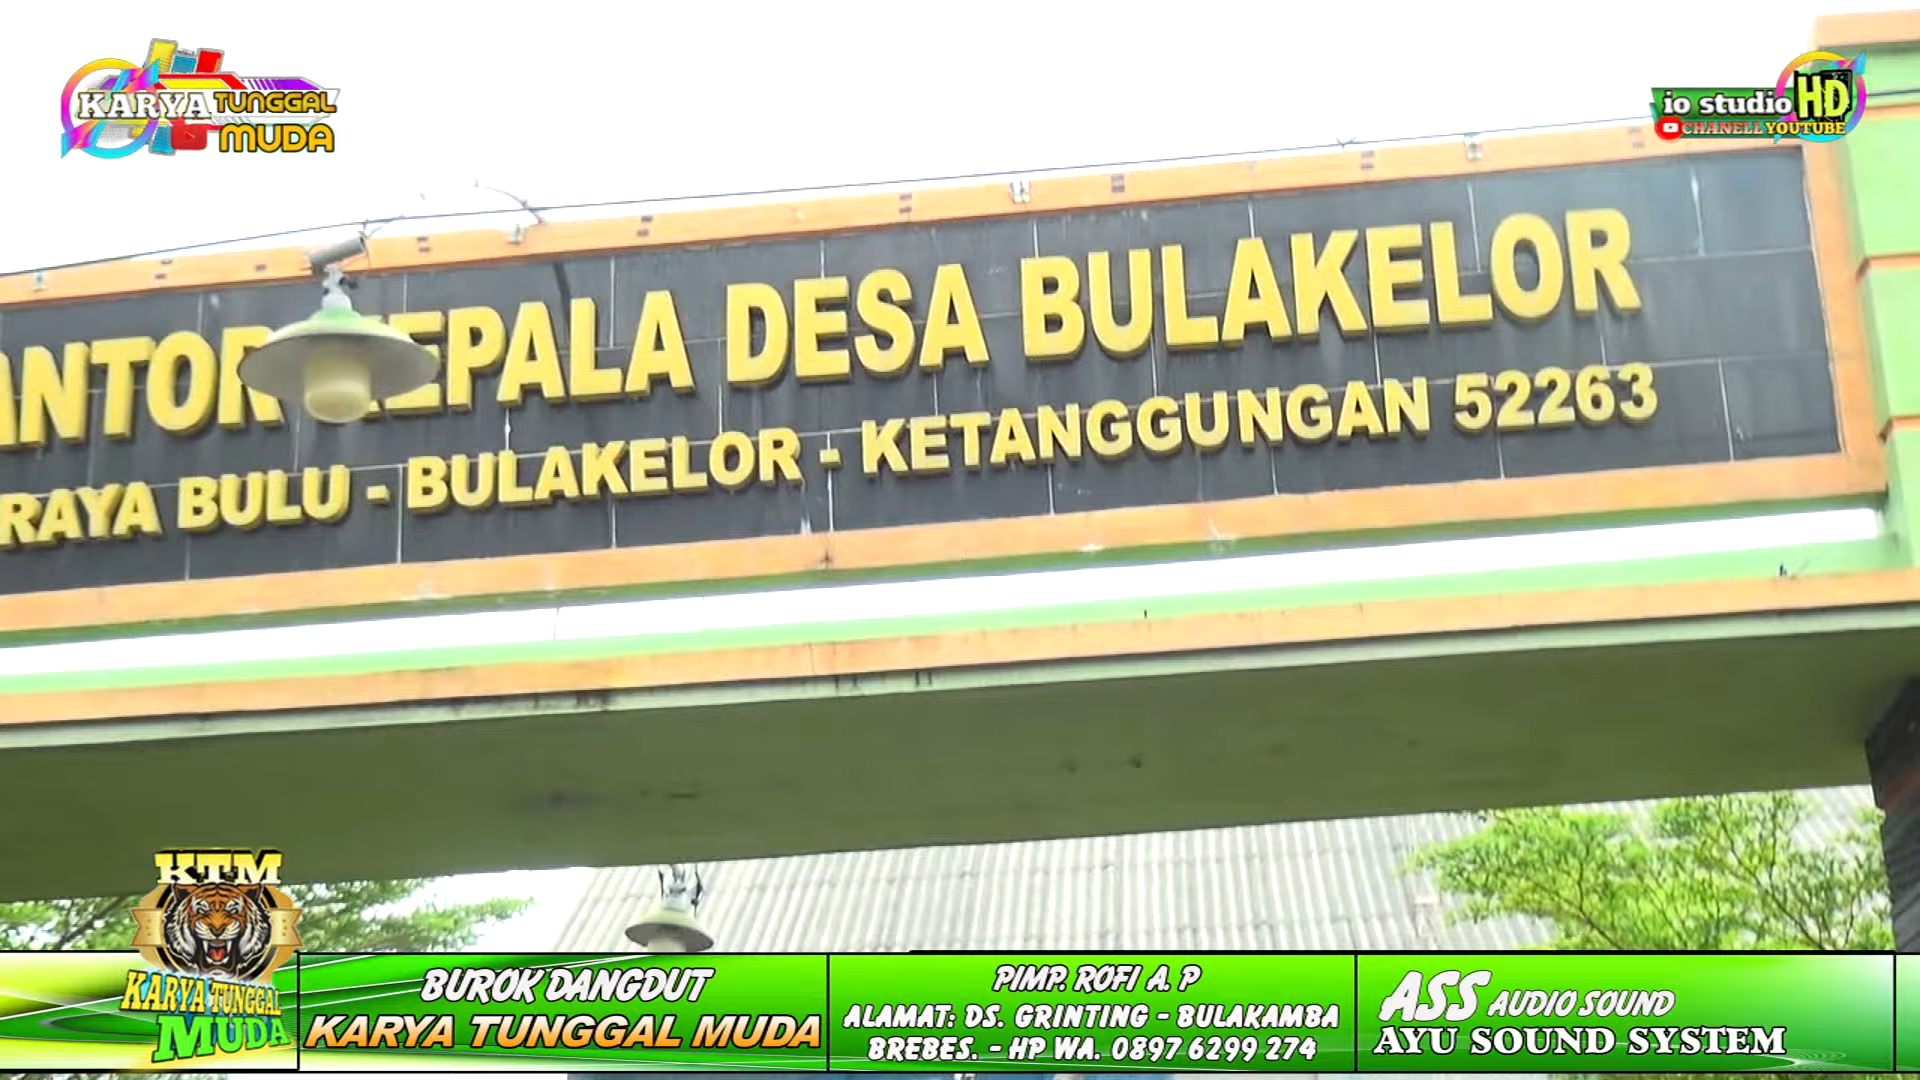 KARYA TUNGGAL
MUDA
io studio HD
CHANELL YOUTUBE
ANTOR KEPALA DESA BULAKELOR
RAYA BULU - BULAKELOR - KETANGGUNGAN 52263
KTM
KARYA TUNGGAL
MUDA
BUROK DANGDUT
KARYA TUNGGAL MUDA
PIMP. ROFI A. P
ALAMAT: DS. GRINTING - BULAKAMBA
BREBES. - HP WA. 0897 6299 274
ASS AUDIO SOUND
AYU SOUND SYSTEM